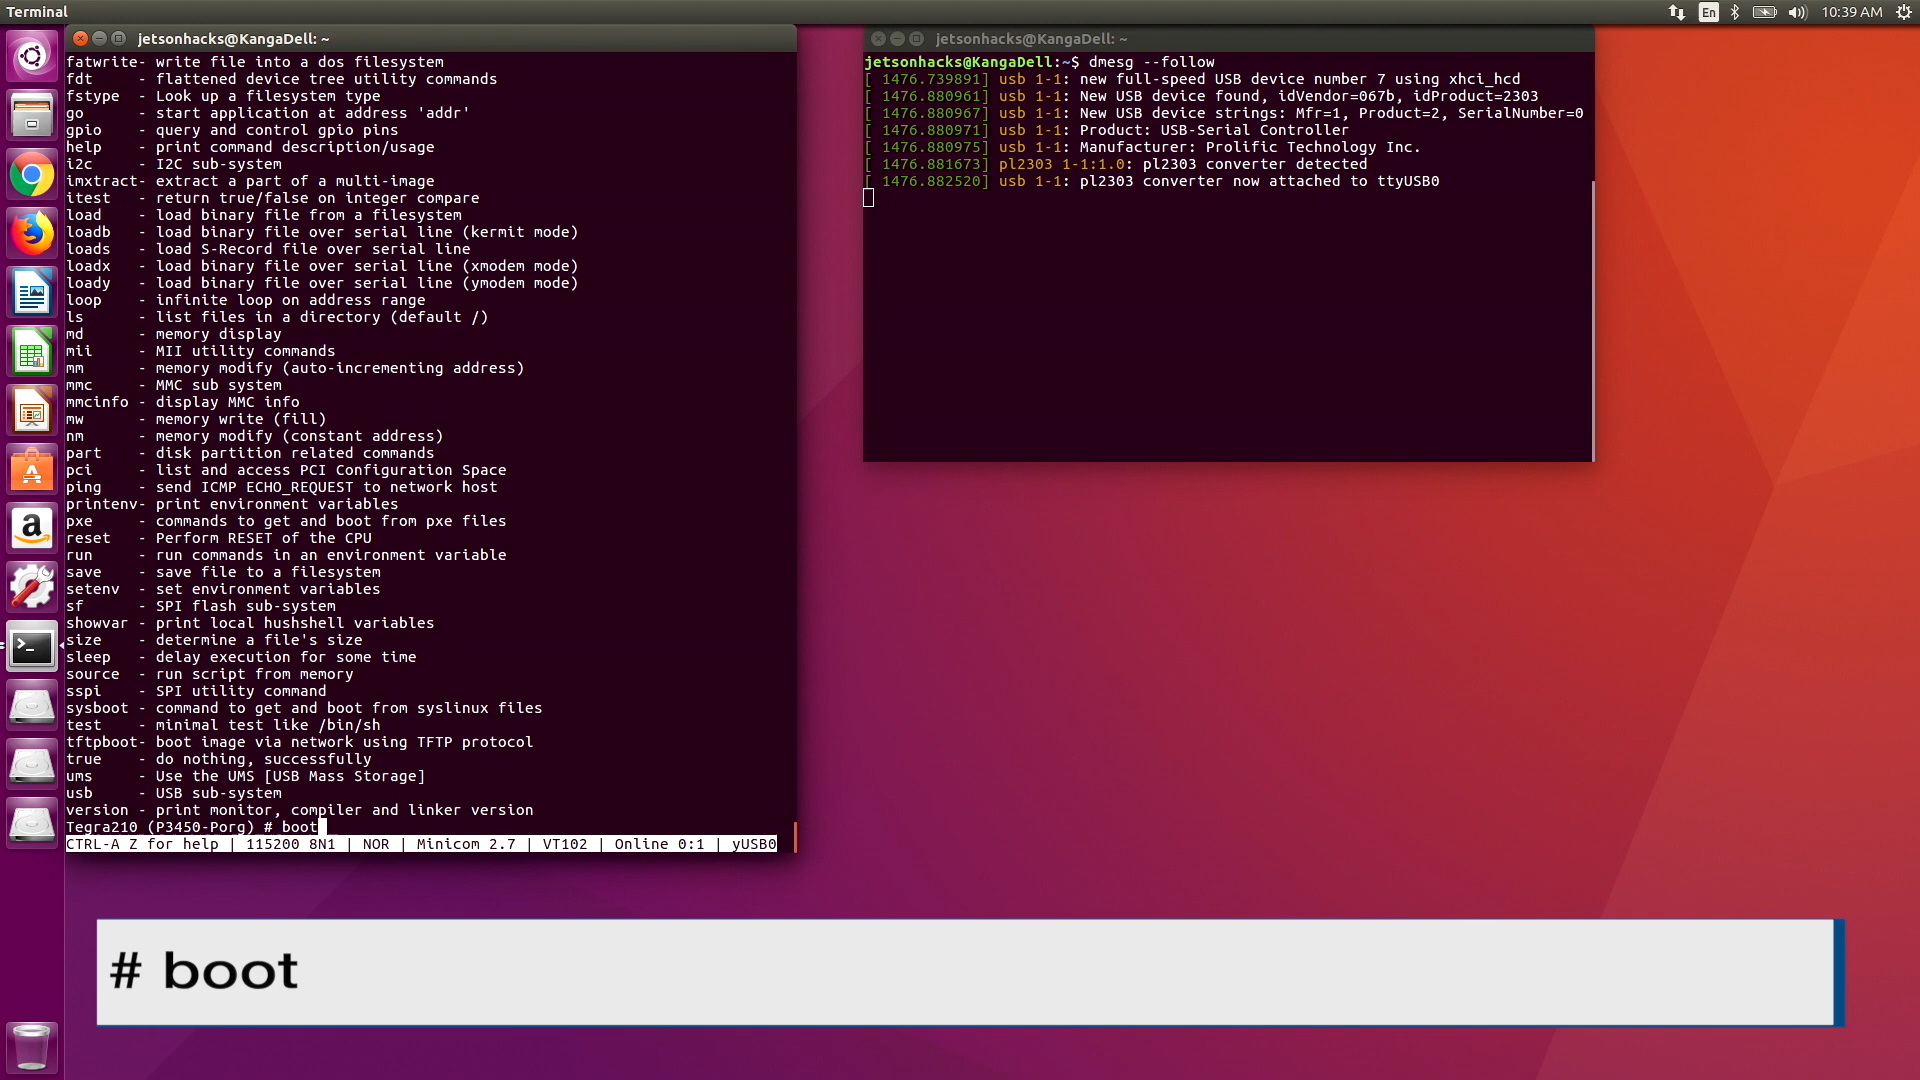 Terminal
En
10:39 AM
jetsonhacks@KangaDell: ~
fatwrite- write file into a dos filesystem
fdt     - flattened device tree utility commands
fstype  - Look up a filesystem type
go      - start application at address 'addr'
gpio    - query and control gpio pins
help    - print command description/usage
i2c     - I2C sub-system
imxtract- extract a part of a multi-image
itest   - return true/false on integer compare
load    - load binary file from a filesystem
loadb   - load binary file over serial line (kermit mode)
loads   - load S-Record file over serial line
loadx   - load binary file over serial line (xmodem mode)
loady   - load binary file over serial line (ymodem mode)
loop    - infinite loop on address range
ls      - list files in a directory (default /)
md      - memory display
mii     - MII utility commands
mm      - memory modify (auto-incrementing address)
mmc     - MMC sub system
mmcinfo - display MMC info
mw      - memory write (fill)
nm      - memory modify (constant address)
part    - disk partition related commands
pci     - list and access PCI Configuration Space
ping    - send ICMP ECHO_REQUEST to network host
printenv- print environment variables
pxe     - commands to get and boot from pxe files
reset   - Perform RESET of the CPU
run     - run commands in an environment variable
save    - save file to a filesystem
setenv  - set environment variables
sf      - SPI flash sub-system
showvar - print local hushshell variables
size    - determine a file's size
sleep   - delay execution for some time
source  - run script from memory
sspi    - SPI utility command
sysboot - command to get and boot from syslinux files
test    - minimal test like /bin/sh
tftpboot- boot image via network using TFTP protocol
true    - do nothing, successfully
ums     - Use the UMS [USB Mass Storage]
usb     - USB sub-system
version - print monitor, compiler and linker version
Tegra210 (P3450-Porg) # boot
CTRL-A Z for help | 115200 8N1 | NOR | Minicom 2.7 | VT102 | Online 0:1 | yUSB0
jetsonhacks@KangaDell: ~
jetsonhacks@KangaDell:~$ dmesg --follow
[ 1476.739891] usb 1-1: new full-speed USB device number 7 using xhci_hcd
[ 1476.880961] usb 1-1: New USB device found, idVendor=067b, idProduct=2303
[ 1476.880967] usb 1-1: New USB device strings: Mfr=1, Product=2, SerialNumber=0
[ 1476.880971] usb 1-1: Product: USB-Serial Controller
[ 1476.880975] usb 1-1: Manufacturer: Prolific Technology Inc.
[ 1476.881673] pl2303 1-1:1.0: pl2303 converter detected
[ 1476.882520] usb 1-1: pl2303 converter now attached to ttyUSB0
# boot